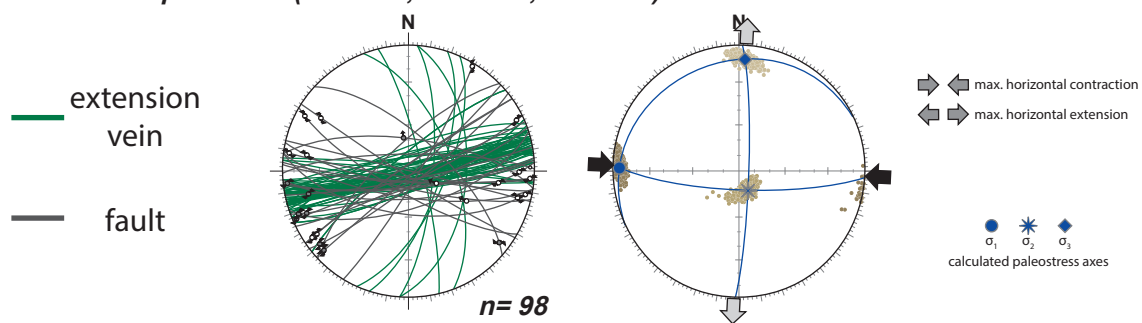 N
N
extension
vein
fault
n= 98
max. horizontal contraction
max. horizontal extension
σ1 σ2 σ3
calculated paleostress axes